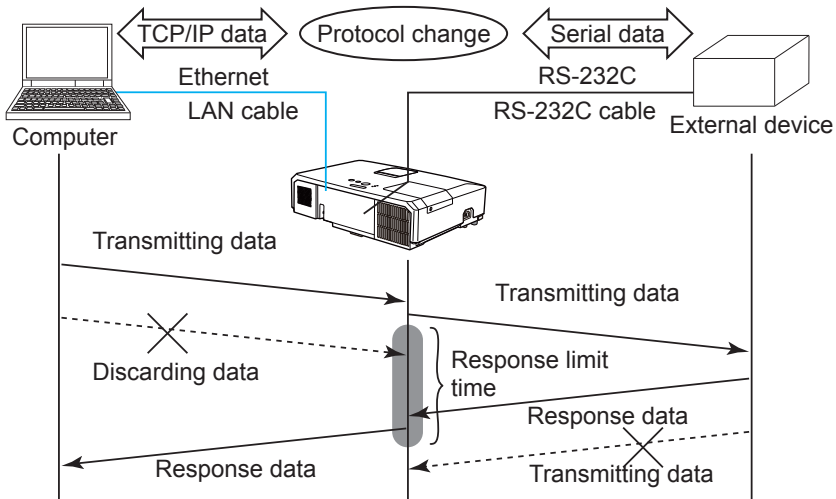 TCP/IP data
Protocol change
Serial data
Ethernet
LAN cable
RS-232C
RS-232C cable
Computer
External device
Transmitting data
Transmitting data
Discarding data
Response limit
time
Response data
Response data
Transmitting data